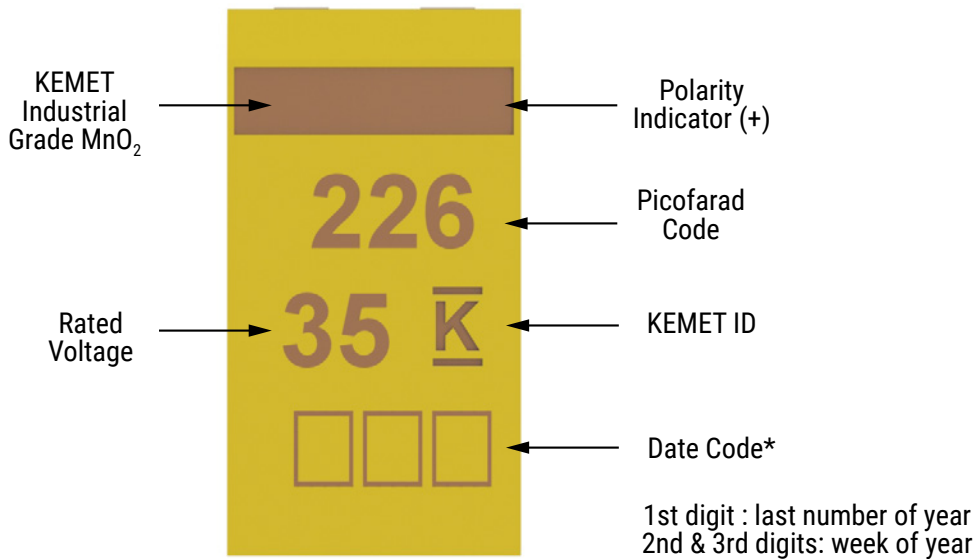 KEMET
Industrial
Grade MnO₂
Polarity
Indicator (+)
226
Picofarad
Code
Rated
Voltage
35 K
KEMET ID
Date Code*
1st digit : last number of year
2nd & 3rd digits: week of year